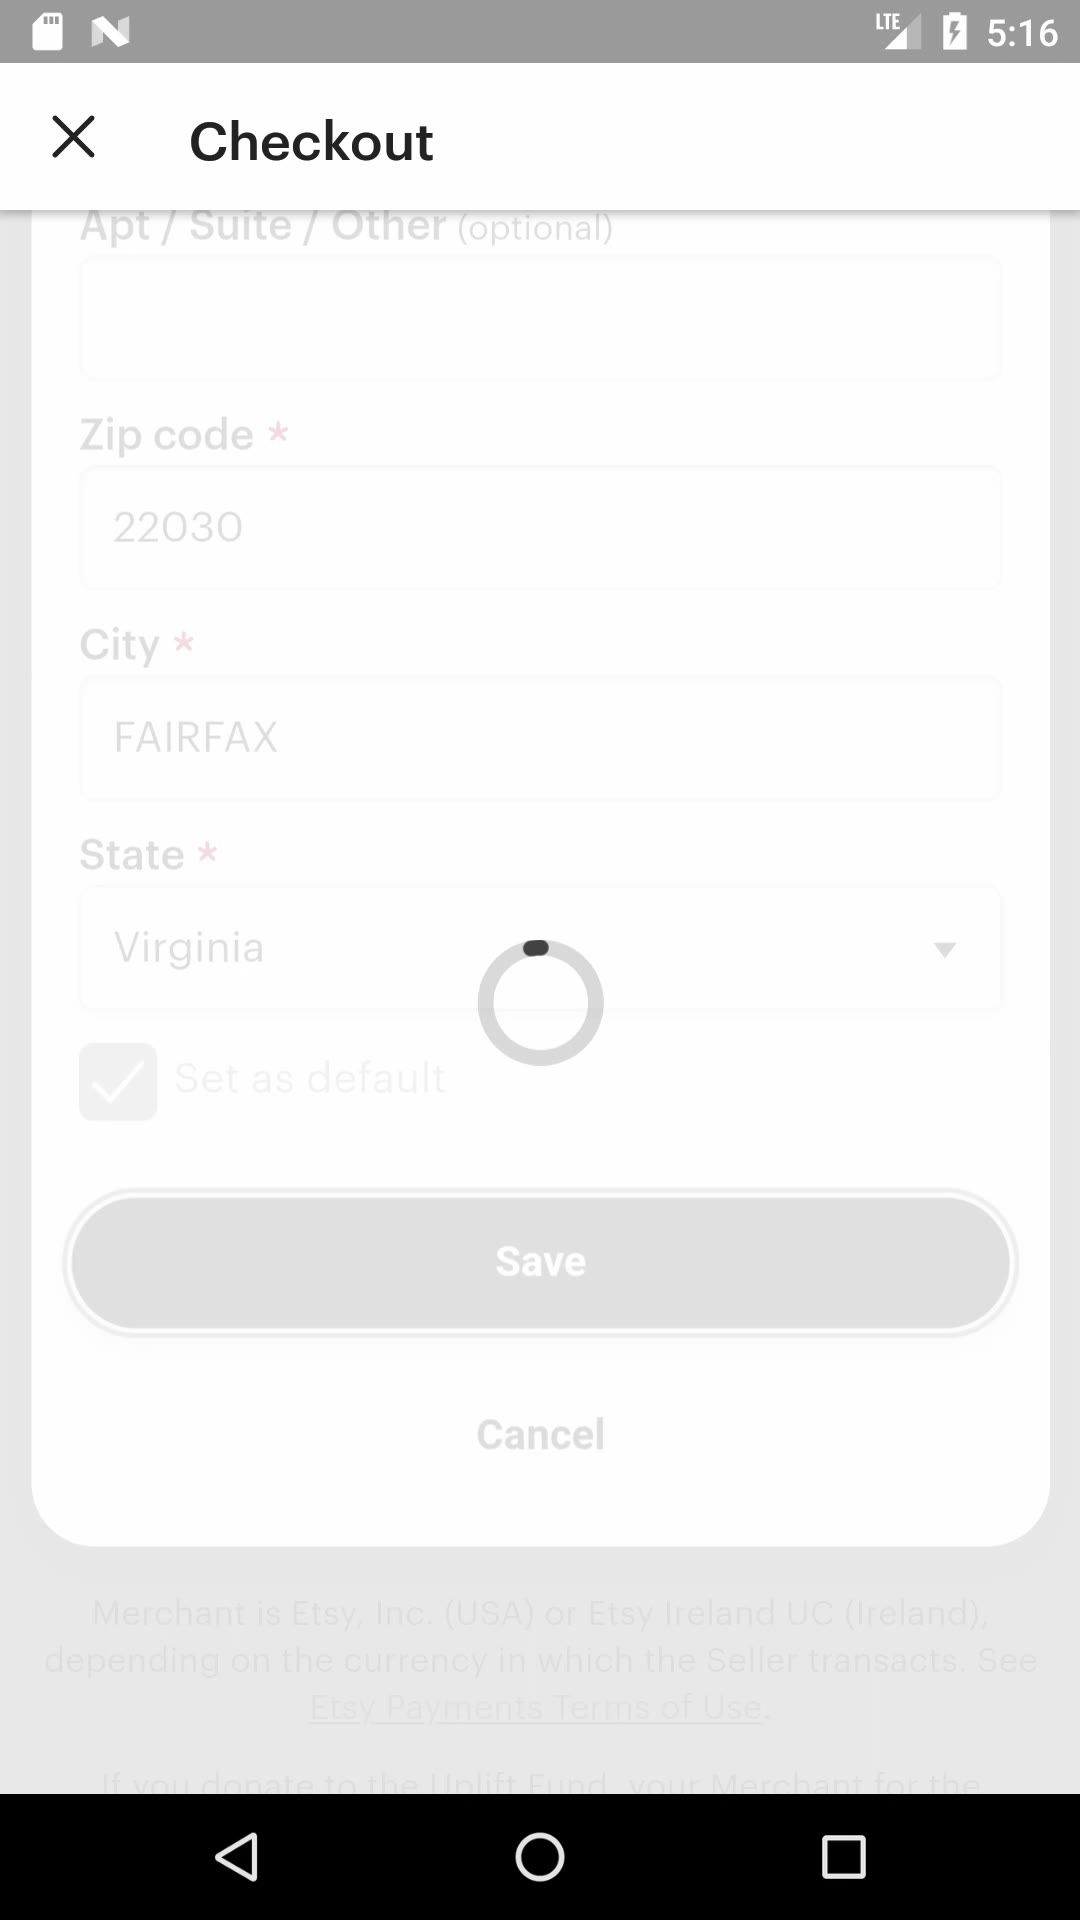 LTE 5:16
Checkout
Apt / Suite / Other (optional)
Zip code *
22030
City *
FAIRFAX
State *
Virginia
Set as default
Save
Cancel
Merchant is Etsy, Inc. (USA) or Etsy Ireland UC (Ireland),
depending on the currency in which the Seller transacts. See
Etsy Payments Terms of Use.
If you donate to the Uplift Fund, your Merchant for the